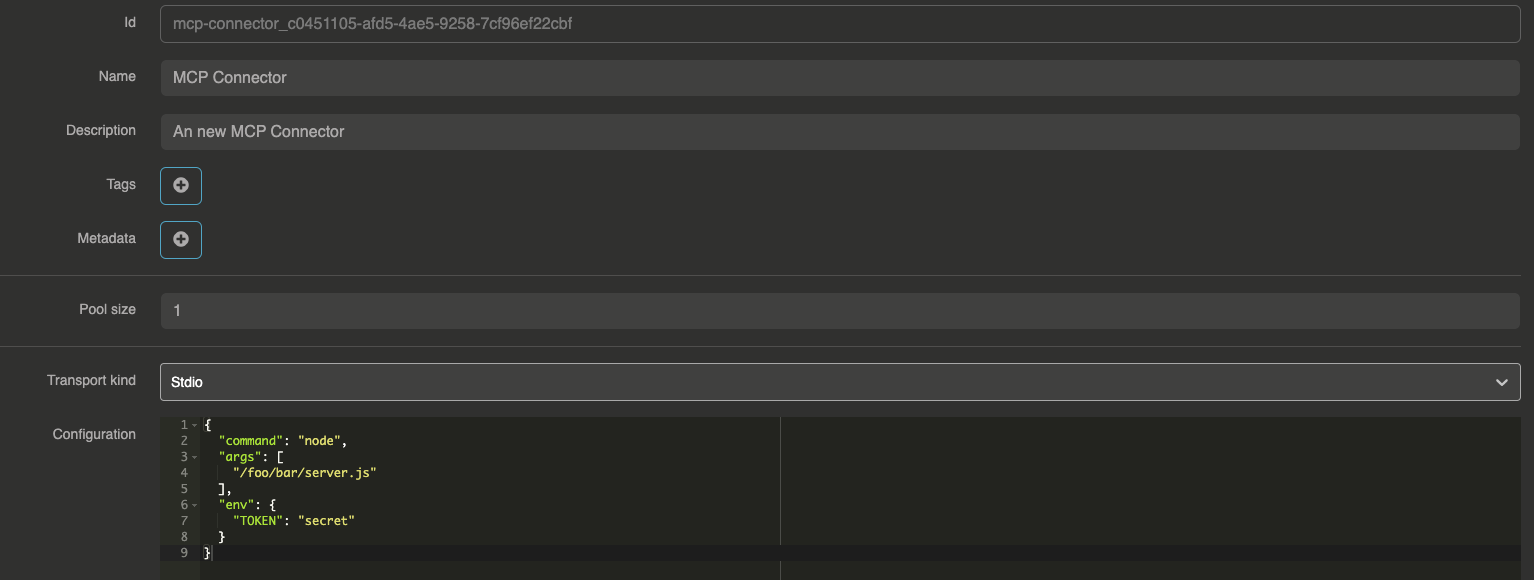 Id mcp-connector_c0451105-afd5-4ae5-9258-7cf96ef22cbf
Name MCP Connector
Description An new MCP Connector
Tags
Metadata
Pool size 1
Transport kind Stdio
Configuration
1 {
2 "command": "node",
3 "args": [
4 "/foo/bar/server.js"
5 ],
6 "env": {
7 "TOKEN": "secret"
8 }
9 }